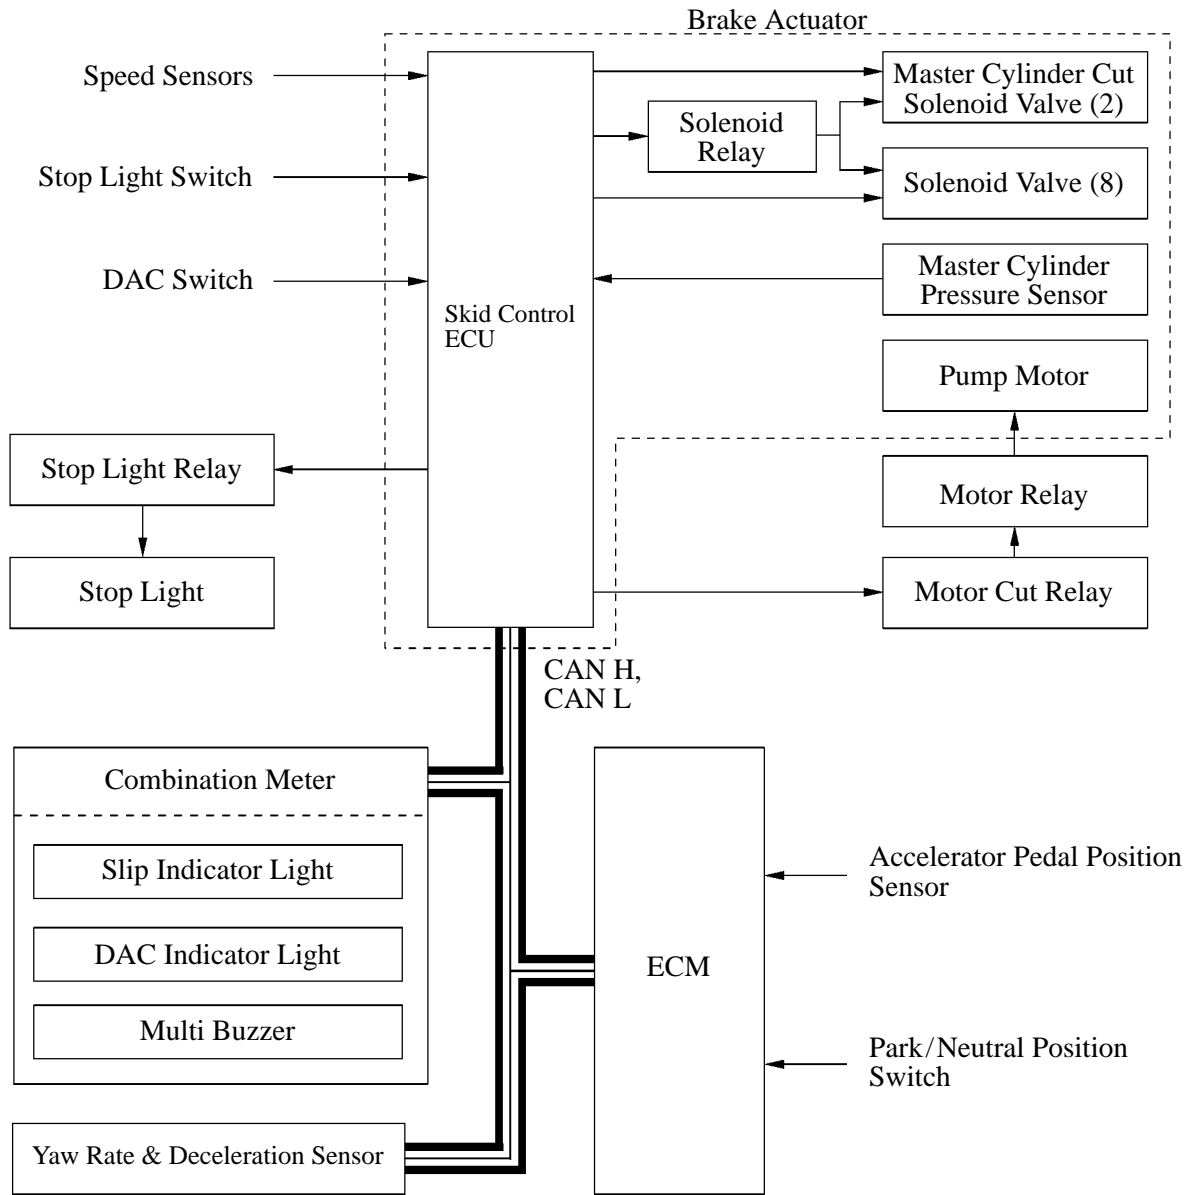 Brake Actuator
Speed Sensors
Stop Light Switch
DAC Switch
Skid Control
ECU
Solenoid
Relay
Master Cylinder Cut
Solenoid Valve (2)
Solenoid Valve (8)
Master Cylinder
Pressure Sensor
Pump Motor
Motor Relay
Motor Cut Relay
Stop Light Relay
Stop Light
CAN H,
CAN L
Combination Meter
Slip Indicator Light
DAC Indicator Light
Multi Buzzer
Yaw Rate & Deceleration Sensor
ECM
Accelerator Pedal Position
Sensor
Park/Neutral Position
Switch